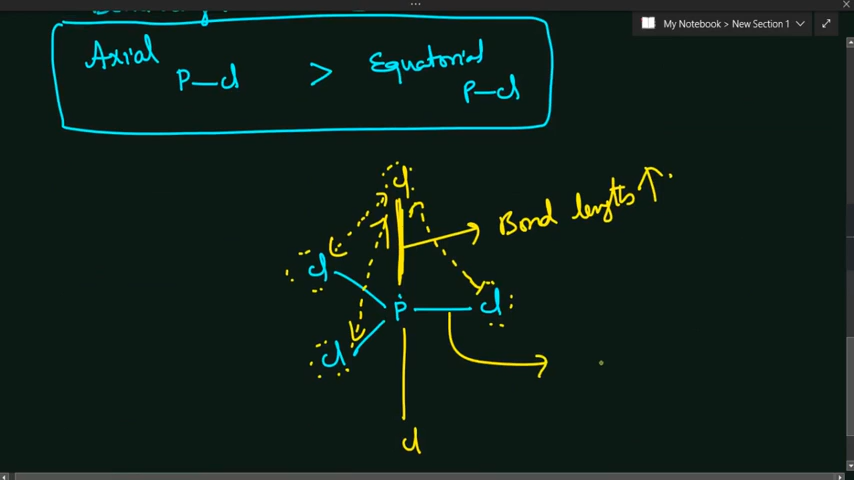 My Notebook > New Section 1
Axial
P—Cl > Equatorial
P—Cl
Cl
Bond lengths ↑
Cl
P — Cl
Cl
Cl